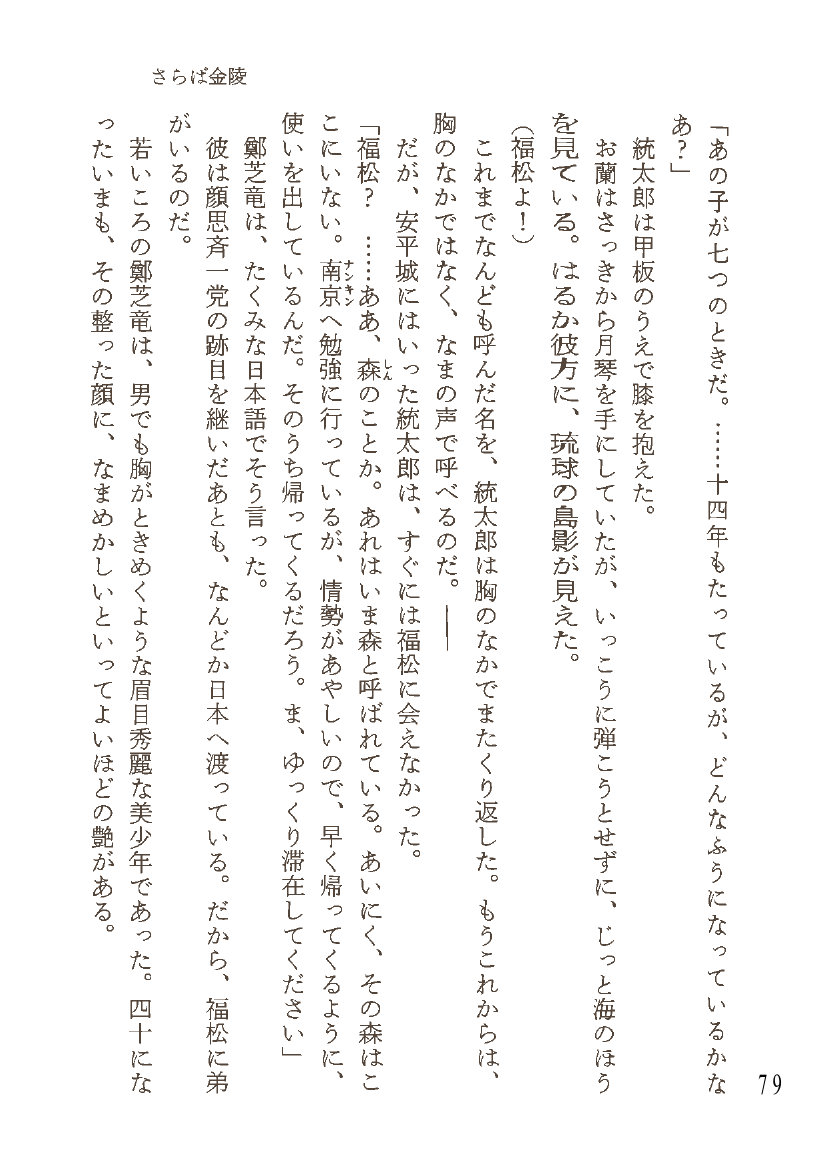 さらば金陵
「あの子が七つのときだ。……十四年もたっているが、どんなふうになっているかな
あ？」
統太郎は甲板のうえで膝を抱えた。
お蘭はさっきから月琴を手にしていたが、いっこうに弾こうとせずに、じっと海のほう
を見ている。はるか彼方に、琉球の島影が見えた。
（福松よ！）
これまでなんども呼んだ名を、統太郎は胸のなかでまたくり返した。もうこれからは、
胸のなかではなく、なまの声で呼べるのだ。――
だが、安平城にはいった統太郎は、すぐには福松に会えなかった。
「福松？　……ああ、森しんのことか。あれはいま森と呼ばれている。あいにく、その森はこ
こにいない。南京ナンキンへ勉強に行っているが、情勢があやしいので、早く帰ってくるように、
使いを出しているんだ。そのうち帰ってくるだろう。ま、ゆっくり滞在してください」
鄭芝竜は、たくみな日本語でそう言った。
彼は顔思斉一党の跡目を継いだあとも、なんどか日本へ渡っている。だから、福松に弟
がいるのだ。
若いころの鄭芝竜は、男でも胸がときめくような眉目秀麗な美少年であった。四十にな
ったいまも、その整った顔に、なまめかしいといってよいほどの艶がある。
79